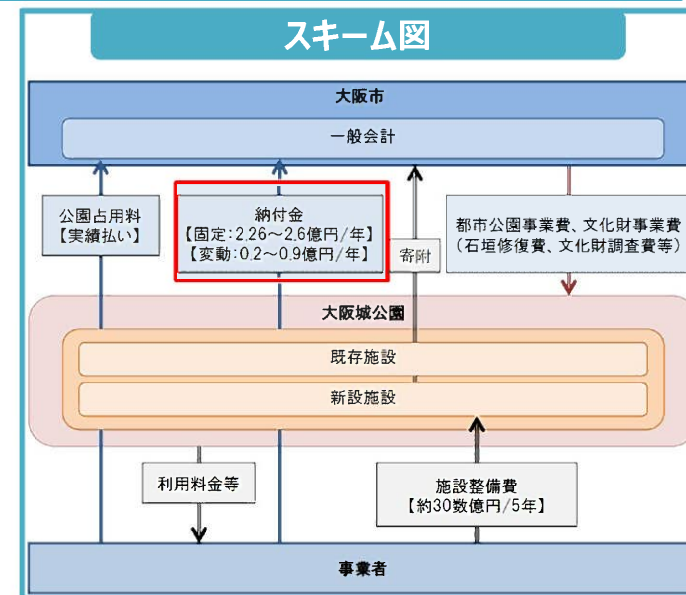 スキーム図
大阪市
一般会計
公園占用料
【実績払い】
納付金
【固定:2.26～2.6億円/年】
【変動:0.2～0.9億円/年】
寄附
都市公園事業費、文化財事業費
（石垣修復費、文化財調査費等）
大阪城公園
既存施設
新設施設
利用料金等
施設整備費
【約30数億円/5年】
事業者